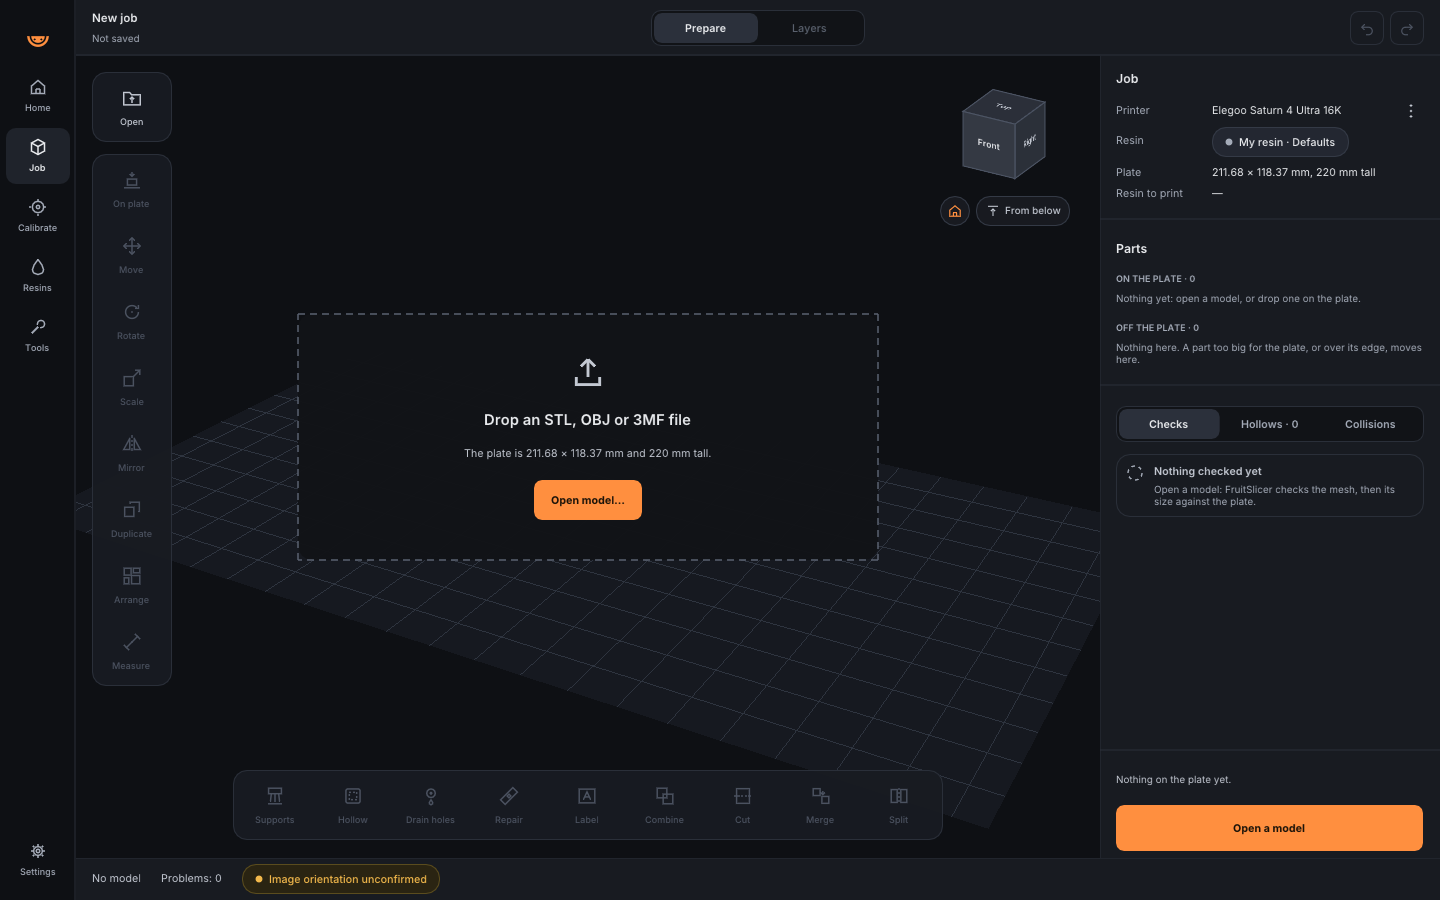 New job
Not saved
Prepare
Layers
Home
Job
Calibrate
Resins
Tools
Settings
Open
On plate
Move
Rotate
Scale
Mirror
Duplicate
Arrange
Measure
Top
Front
Right
From below
Drop an STL, OBJ or 3MF file
The plate is 211.68 × 118.37 mm and 220 mm tall.
Open model...
Supports
Hollow
Drain holes
Repair
Label
Combine
Cut
Merge
Split
Job
Printer
Elegoo Saturn 4 Ultra 16K
Resin
My resin · Defaults
Plate
211.68 × 118.37 mm, 220 mm tall
Resin to print
—
Parts
ON THE PLATE · 0
Nothing yet: open a model, or drop one on the plate.
OFF THE PLATE · 0
Nothing here. A part too big for the plate, or over its edge, moves
here.
Checks
Hollows · 0
Collisions
Nothing checked yet
Open a model: FruitSlicer checks the mesh, then its
size against the plate.
Nothing on the plate yet.
Open a model
No model
Problems: 0
Image orientation unconfirmed